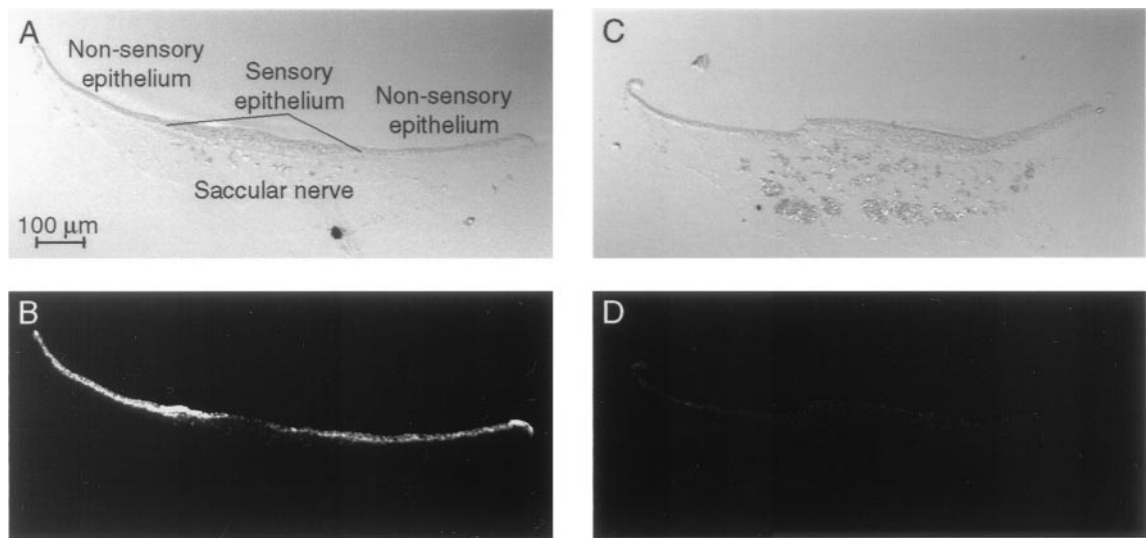 A
Non-sensory
epithelium
Sensory
epithelium
Non-sensory
epithelium
Saccular nerve
100 μm
C
B
D